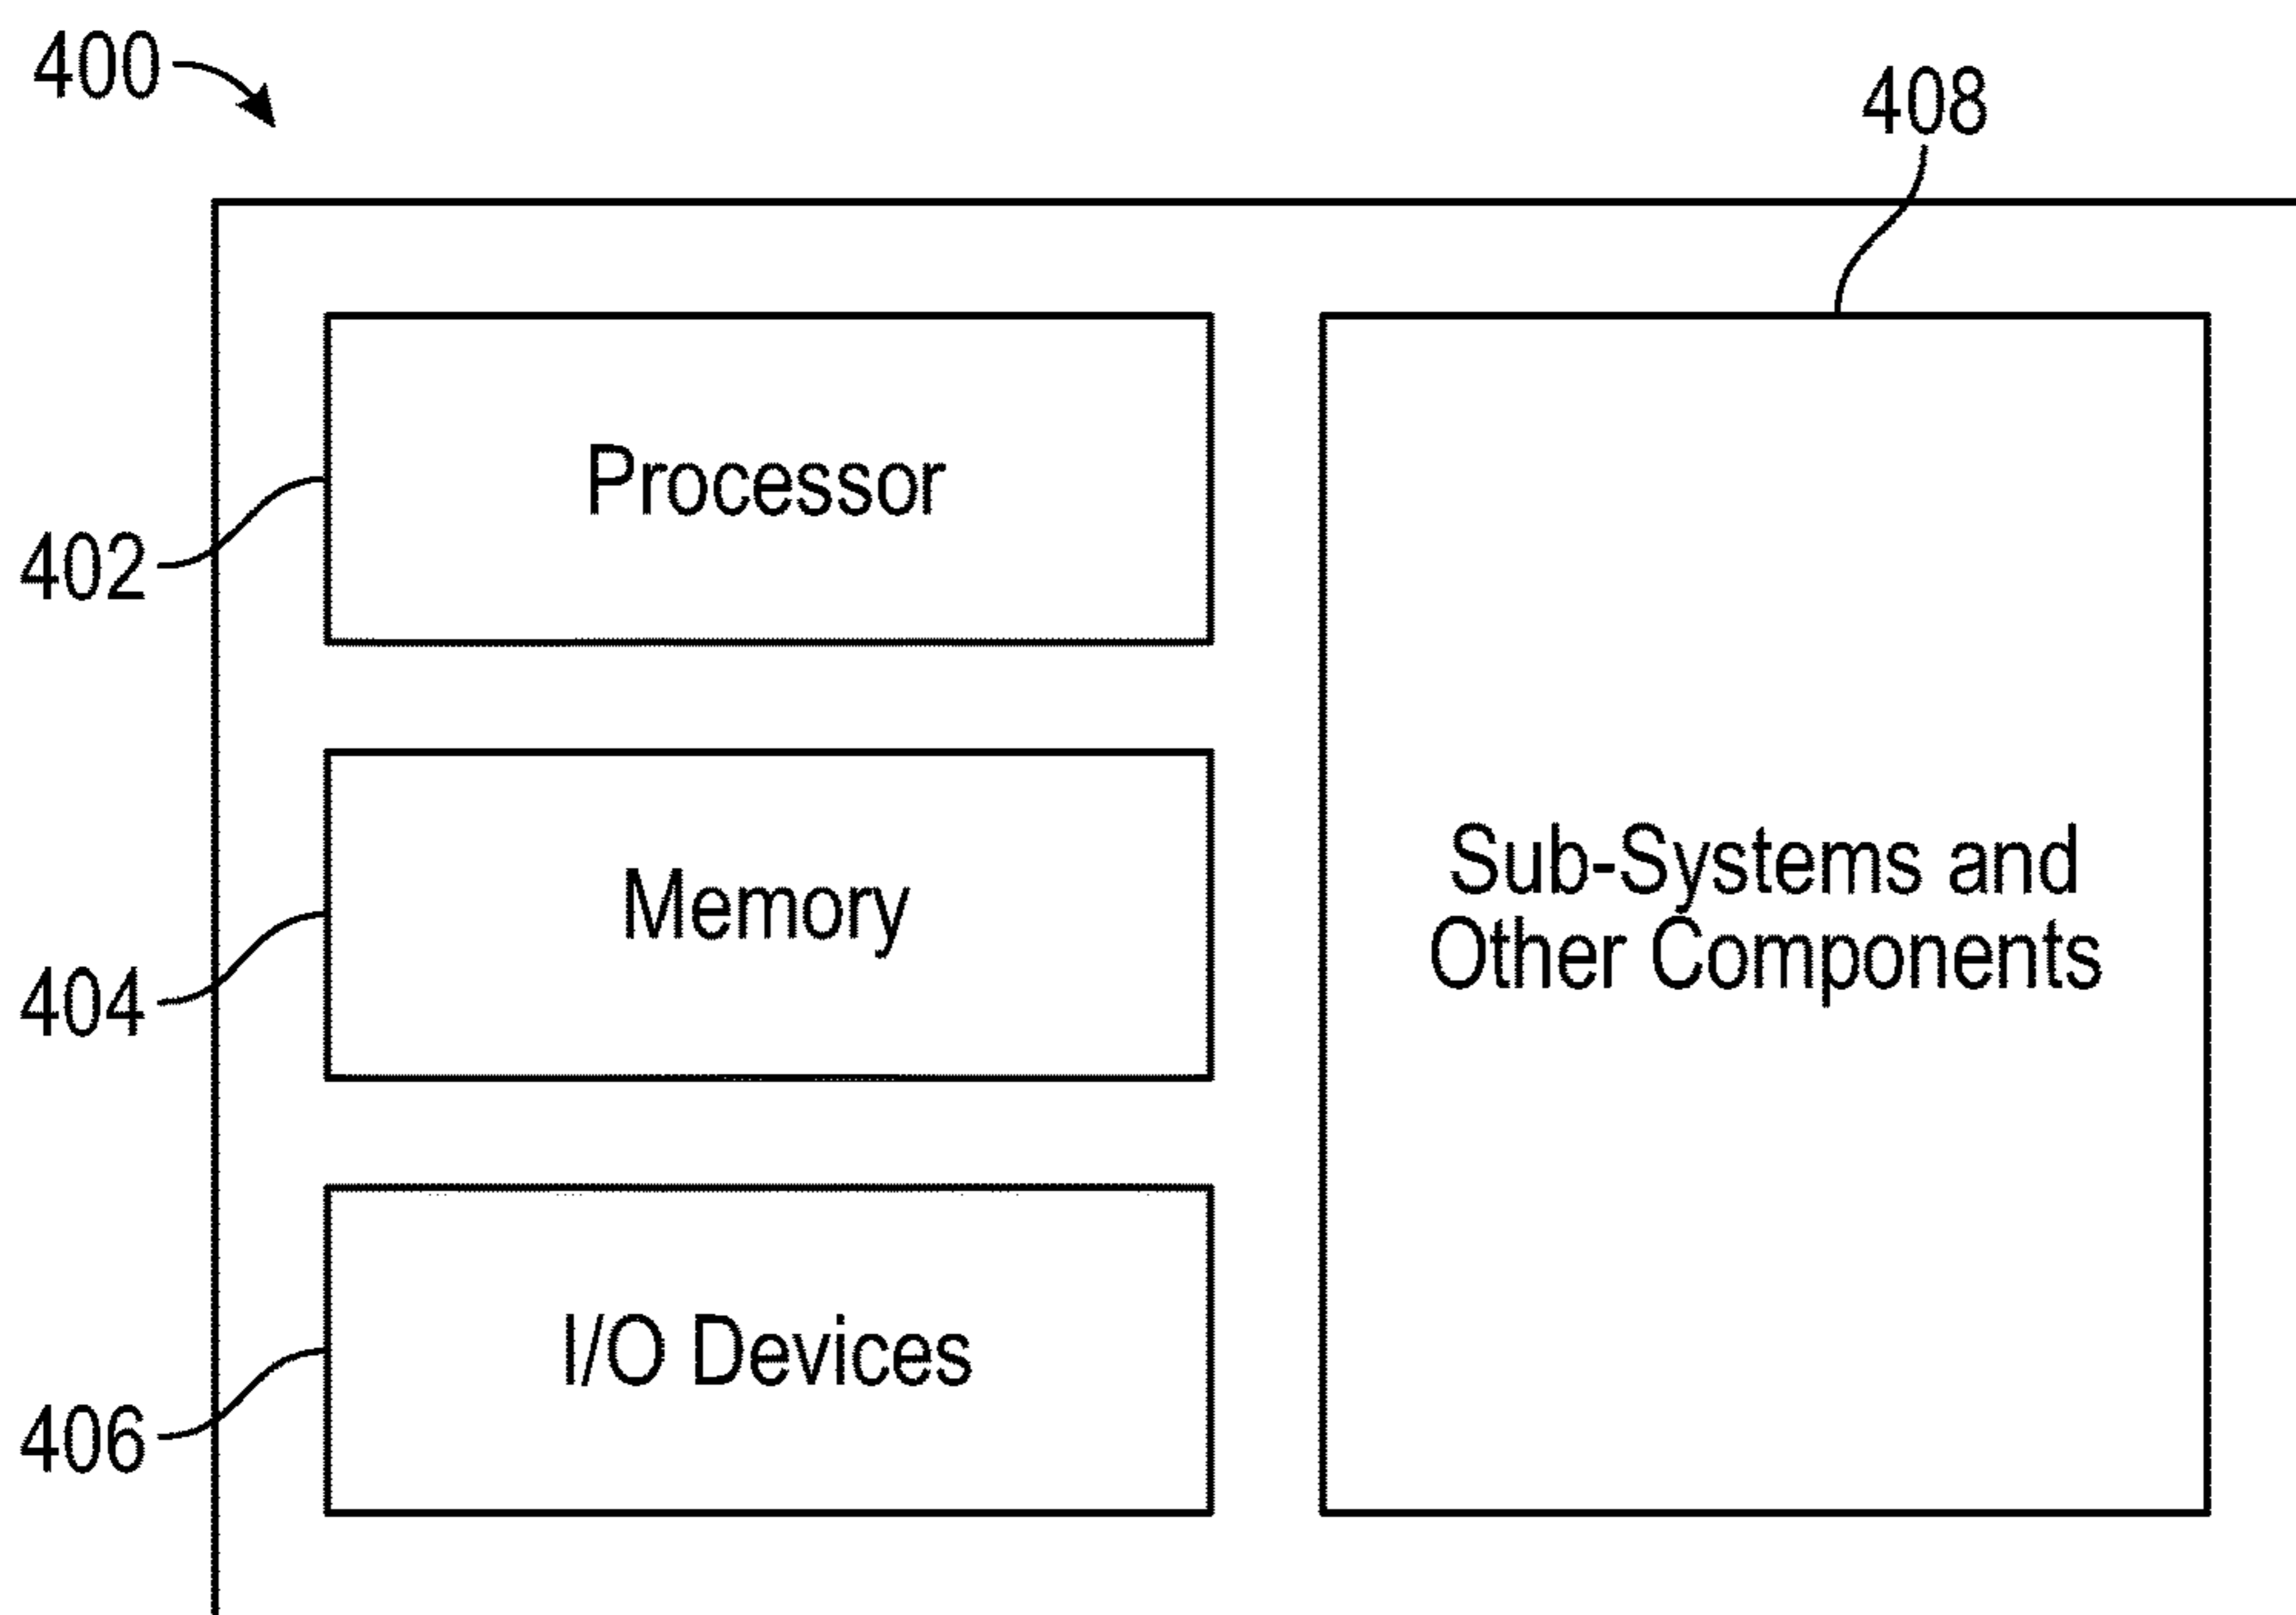 400
408
Processor
402
Memory
404
Sub-Systems and
Other Components
I/O Devices
406